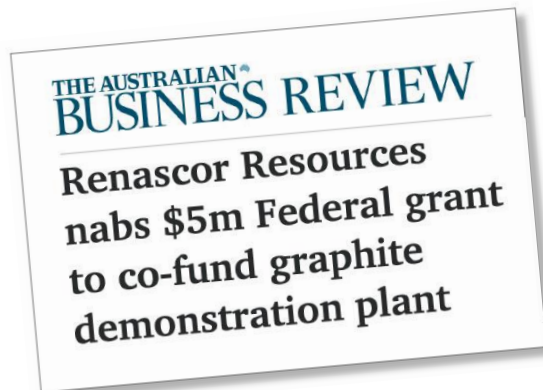 THE AUSTRALIAN
BUSINESS REVIEW
Renascor Resources
nabs $5m Federal grant
to co-fund graphite
demonstration plant